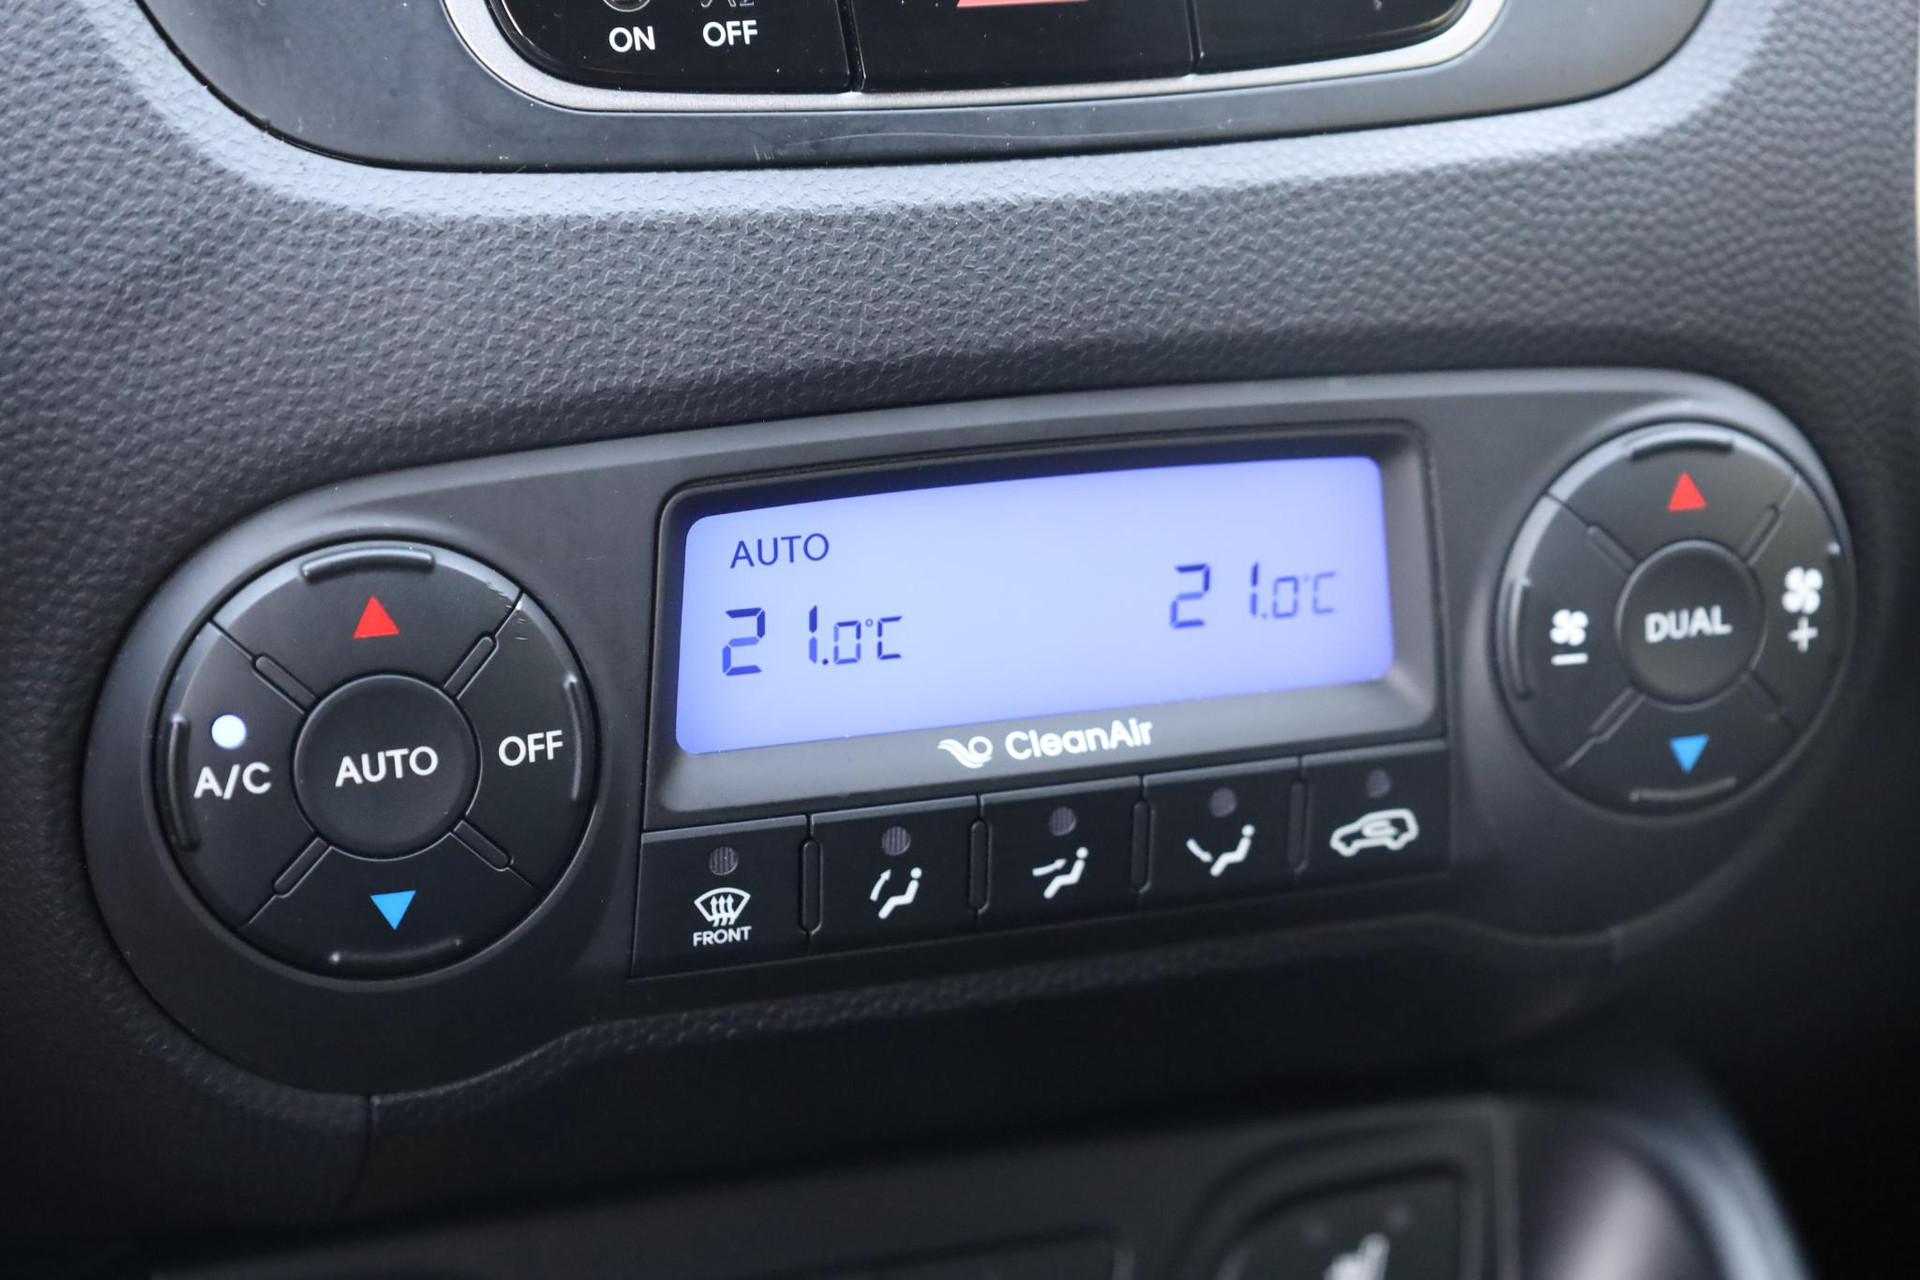 ON OFF
AUTO
21.0°C 21.0°C
CleanAir
A/C AUTO OFF
DUAL
FRONT